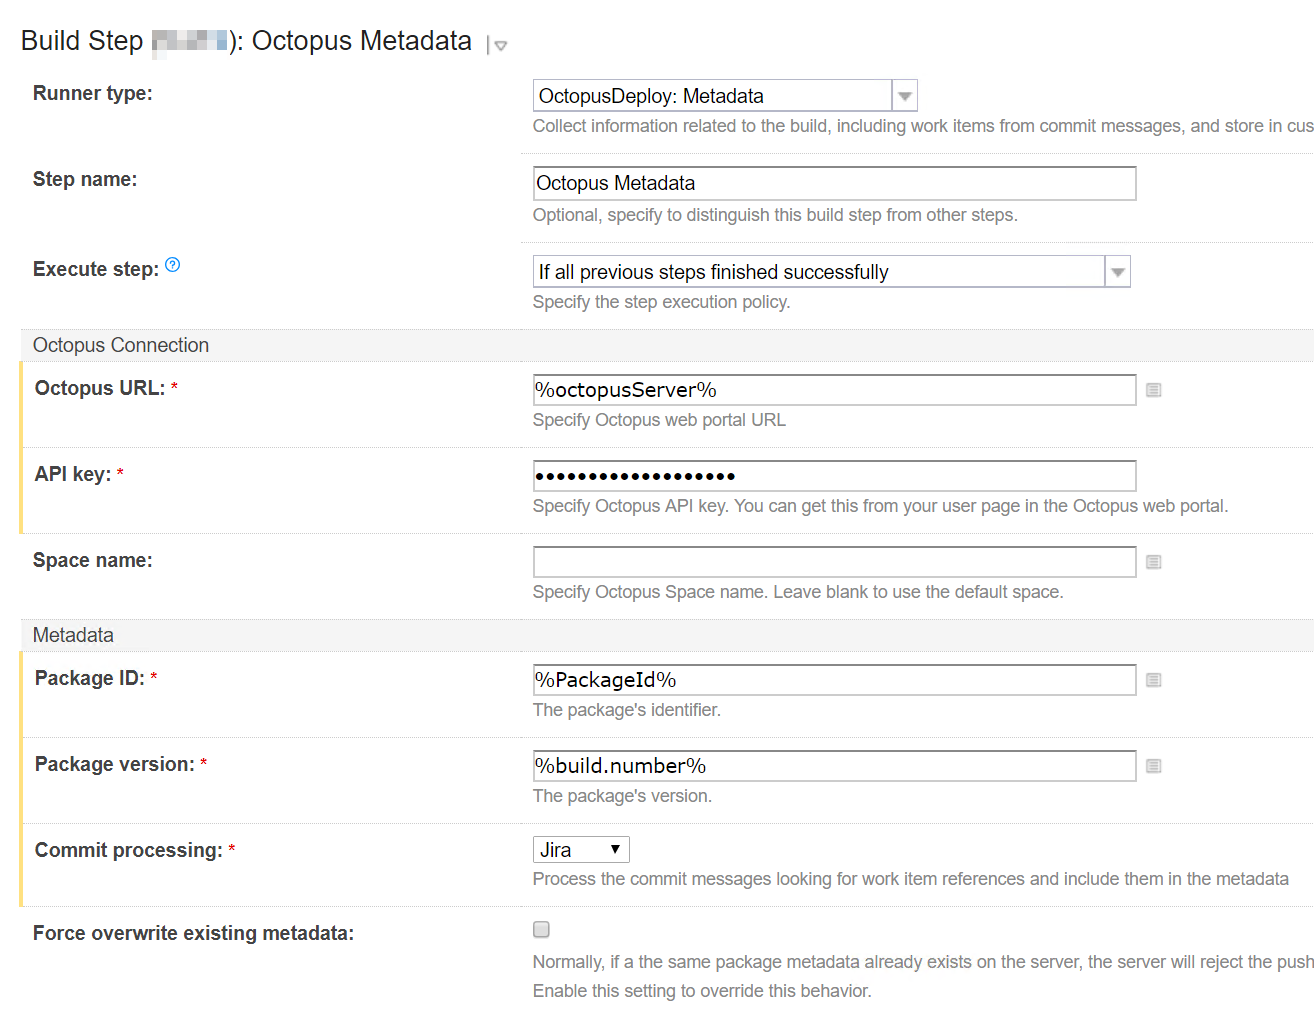 Build Step ): Octopus Metadata
Runner type:
OctopusDeploy: Metadata
Collect information related to the build, including work items from commit messages, and store in cus
Step name:
Octopus Metadata
Optional, specify to distinguish this build step from other steps.
Execute step: ?
If all previous steps finished successfully
Specify the step execution policy.
Octopus Connection
Octopus URL: *
%octopusServer%
Specify Octopus web portal URL
API key: *
•••••••••••••••••••
Specify Octopus API key. You can get this from your user page in the Octopus web portal.
Space name:
Specify Octopus Space name. Leave blank to use the default space.
Metadata
Package ID: *
%PackageId%
The package's identifier.
Package version: *
%build.number%
The package's version.
Commit processing: *
Jira
Process the commit messages looking for work item references and include them in the metadata
Force overwrite existing metadata:
Normally, if a the same package metadata already exists on the server, the server will reject the push
Enable this setting to override this behavior.